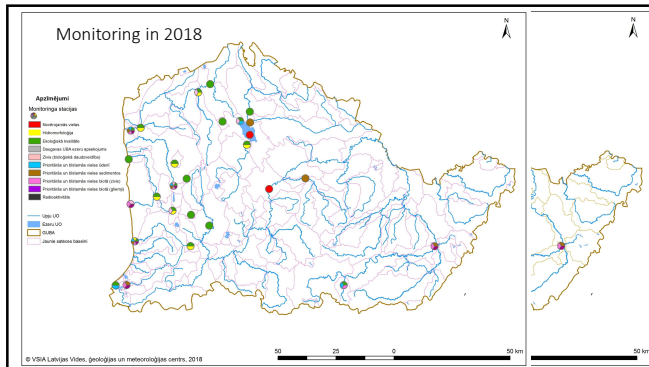 Monitoring in 2018
N
N
Apzīmējumi
Monitoringa stacijas
Novērojamās vielas
Hidromorfoloģija
Ekoloģiskā kvalitāte
Daugavas UBA ezeru apsekojums
Zivis (bioloģiskā daudzveidība)
Prioritārās un bīstamās vielas ūdenī
Prioritārās un bīstamās vielas sedimentos
Prioritārās un bīstamās vielas biotā (zivis)
Prioritārās un bīstamās vielas biotā (gliemji)
Radioaktivitāte
Upju ŪO
Ezeru ŪO
Jaunie sateces baseini
© VSIA Latvijas Vides, ģeoloģijas un meteoroloģijas centrs, 2018
50 25 0 50 km
50 km